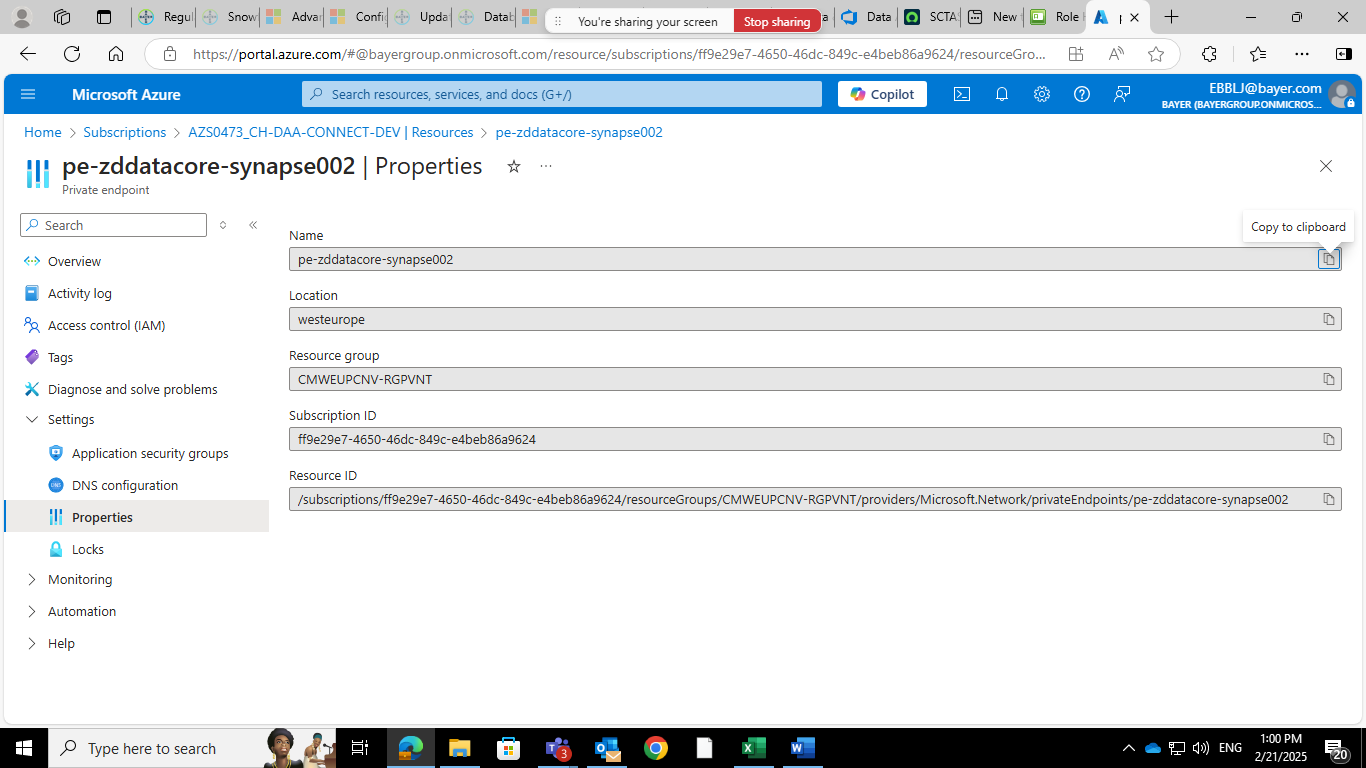 Regul
Snow
Advar
Config
Updat
Datab
You're sharing your screen
Stop sharing
Data
SCTAS
New
Role H
https://portal.azure.com/#@bayergroup.onmicrosoft.com/resource/subscriptions/ff9e29e7-4650-46dc-849c-e4beb86a9624/resourceGro...
Microsoft Azure
Search resources, services, and docs (G+/)
Copilot
EBBLJ@bayer.com
BAYER (BAYERGROUP.ONMICROS...
Home > Subscriptions > AZS0473_CH-DAA-CONNECT-DEV | Resources > pe-zddatacore-synapse002
pe-zddatacore-synapse002 | Properties
Private endpoint
Search
Copy to clipboard
Overview
Activity log
Access control (IAM)
Tags
Diagnose and solve problems
Settings
Application security groups
DNS configuration
Properties
Locks
Monitoring
Automation
Help
Name
pe-zddatacore-synapse002
Location
westeurope
Resource group
CMWEUPCNV-RGPVNT
Subscription ID
ff9e29e7-4650-46dc-849c-e4beb86a9624
Resource ID
/subscriptions/ff9e29e7-4650-46dc-849c-e4beb86a9624/resourceGroups/CMWEUPCNV-RGPVNT/providers/Microsoft.Network/privateEndpoints/pe-zddatacore-synapse002
Type here to search
3
ENG
1:00 PM
2/21/2025
20